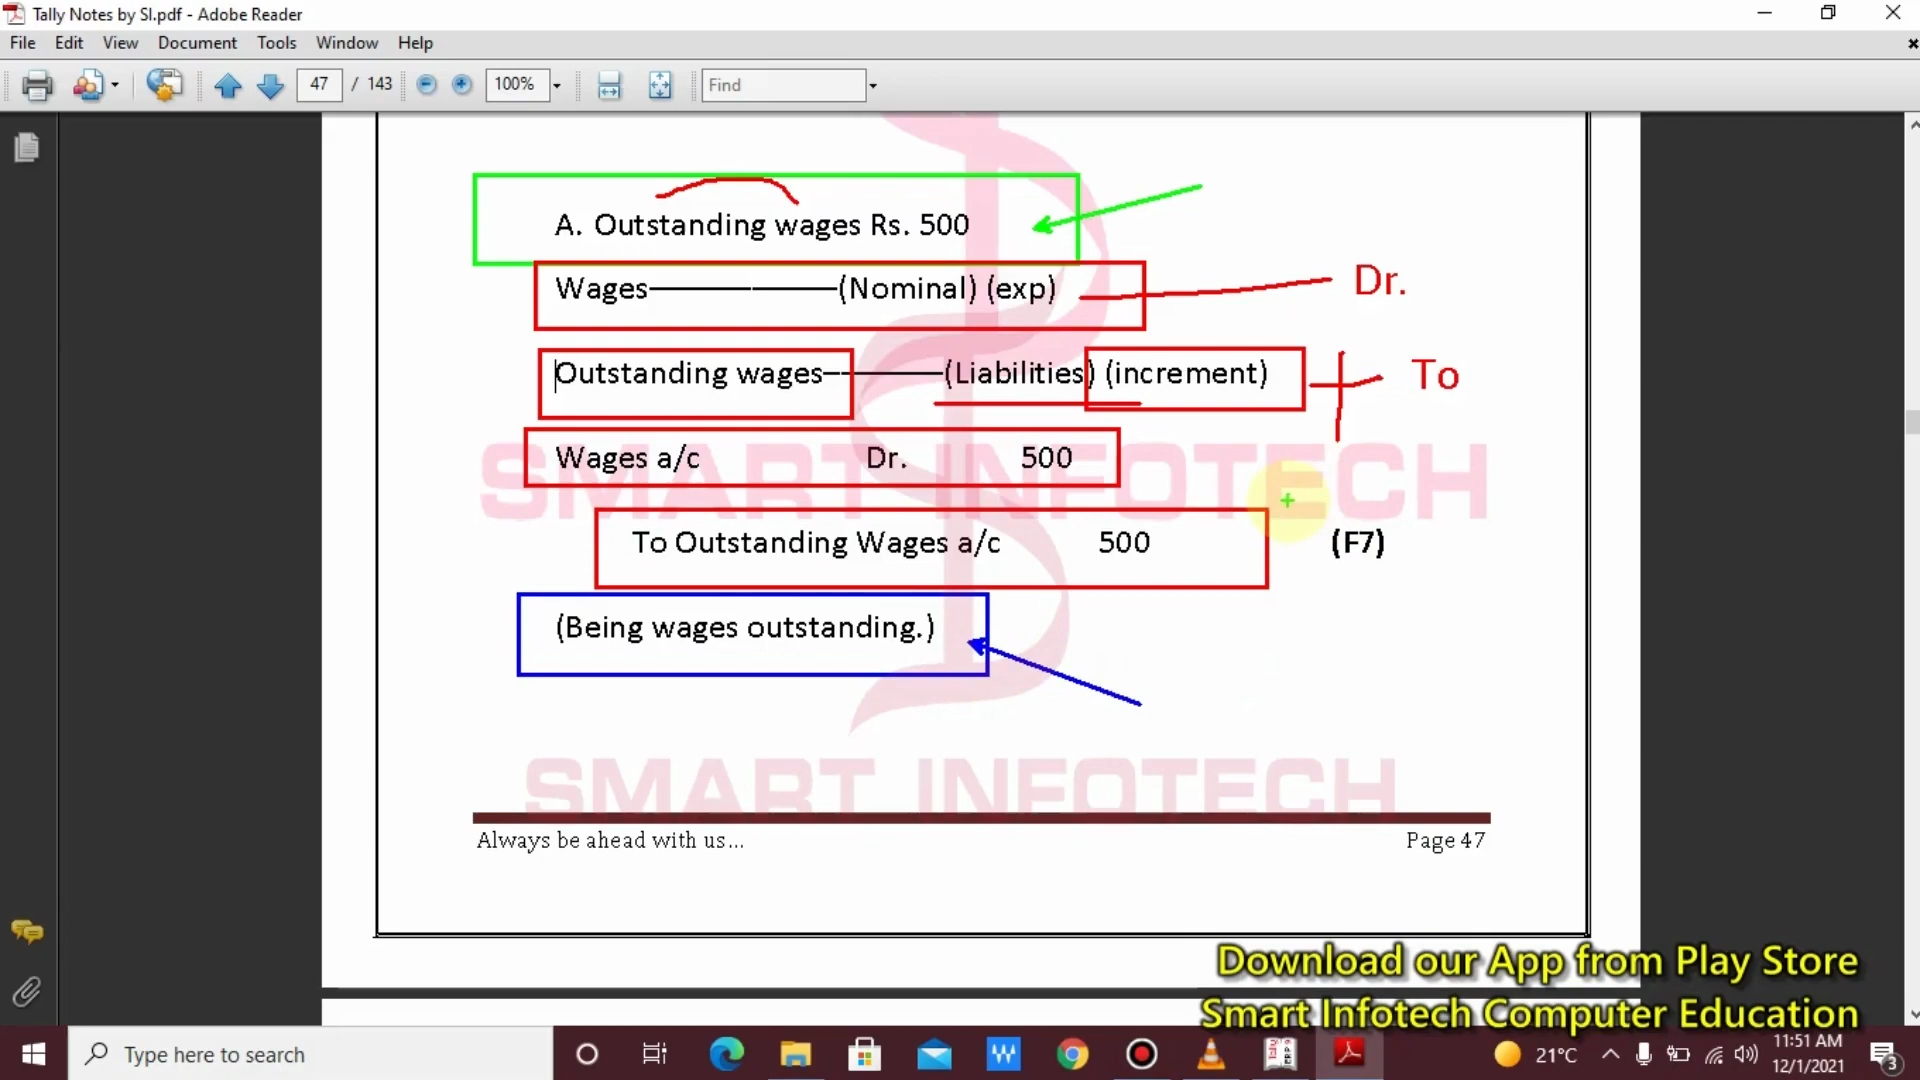 Tally Notes by SI.pdf - Adobe Reader
File Edit View Document Tools Window Help
47 / 143 100% Find
A. Outstanding wages Rs. 500
Wages (Nominal) (exp) Dr.
Outstanding wages (Liabilities) (increment) To
Wages a/c Dr. 500
SMART INFOTECH
To Outstanding Wages a/c 500 (F7)
(Being wages outstanding.)
SMART INFOTECH
Always be ahead with us... Page 47
Download our App from Play Store
Smart Infotech Computer Education
Type here to search
21°C
11:51 AM
12/1/2021
3